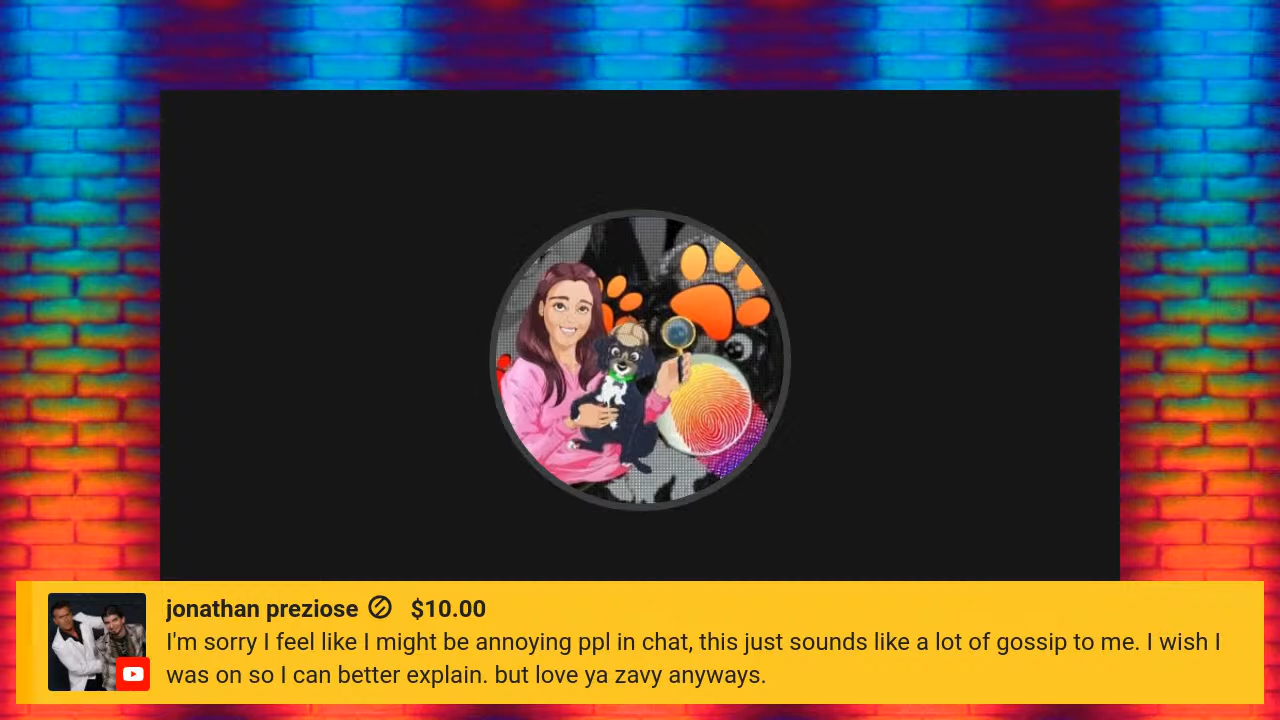 jonathan preziose $10.00
I'm sorry I feel like I might be annoying ppl in chat, this just sounds like a lot of gossip to me. I wish I
was on so I can better explain. but love ya zavy anyways.